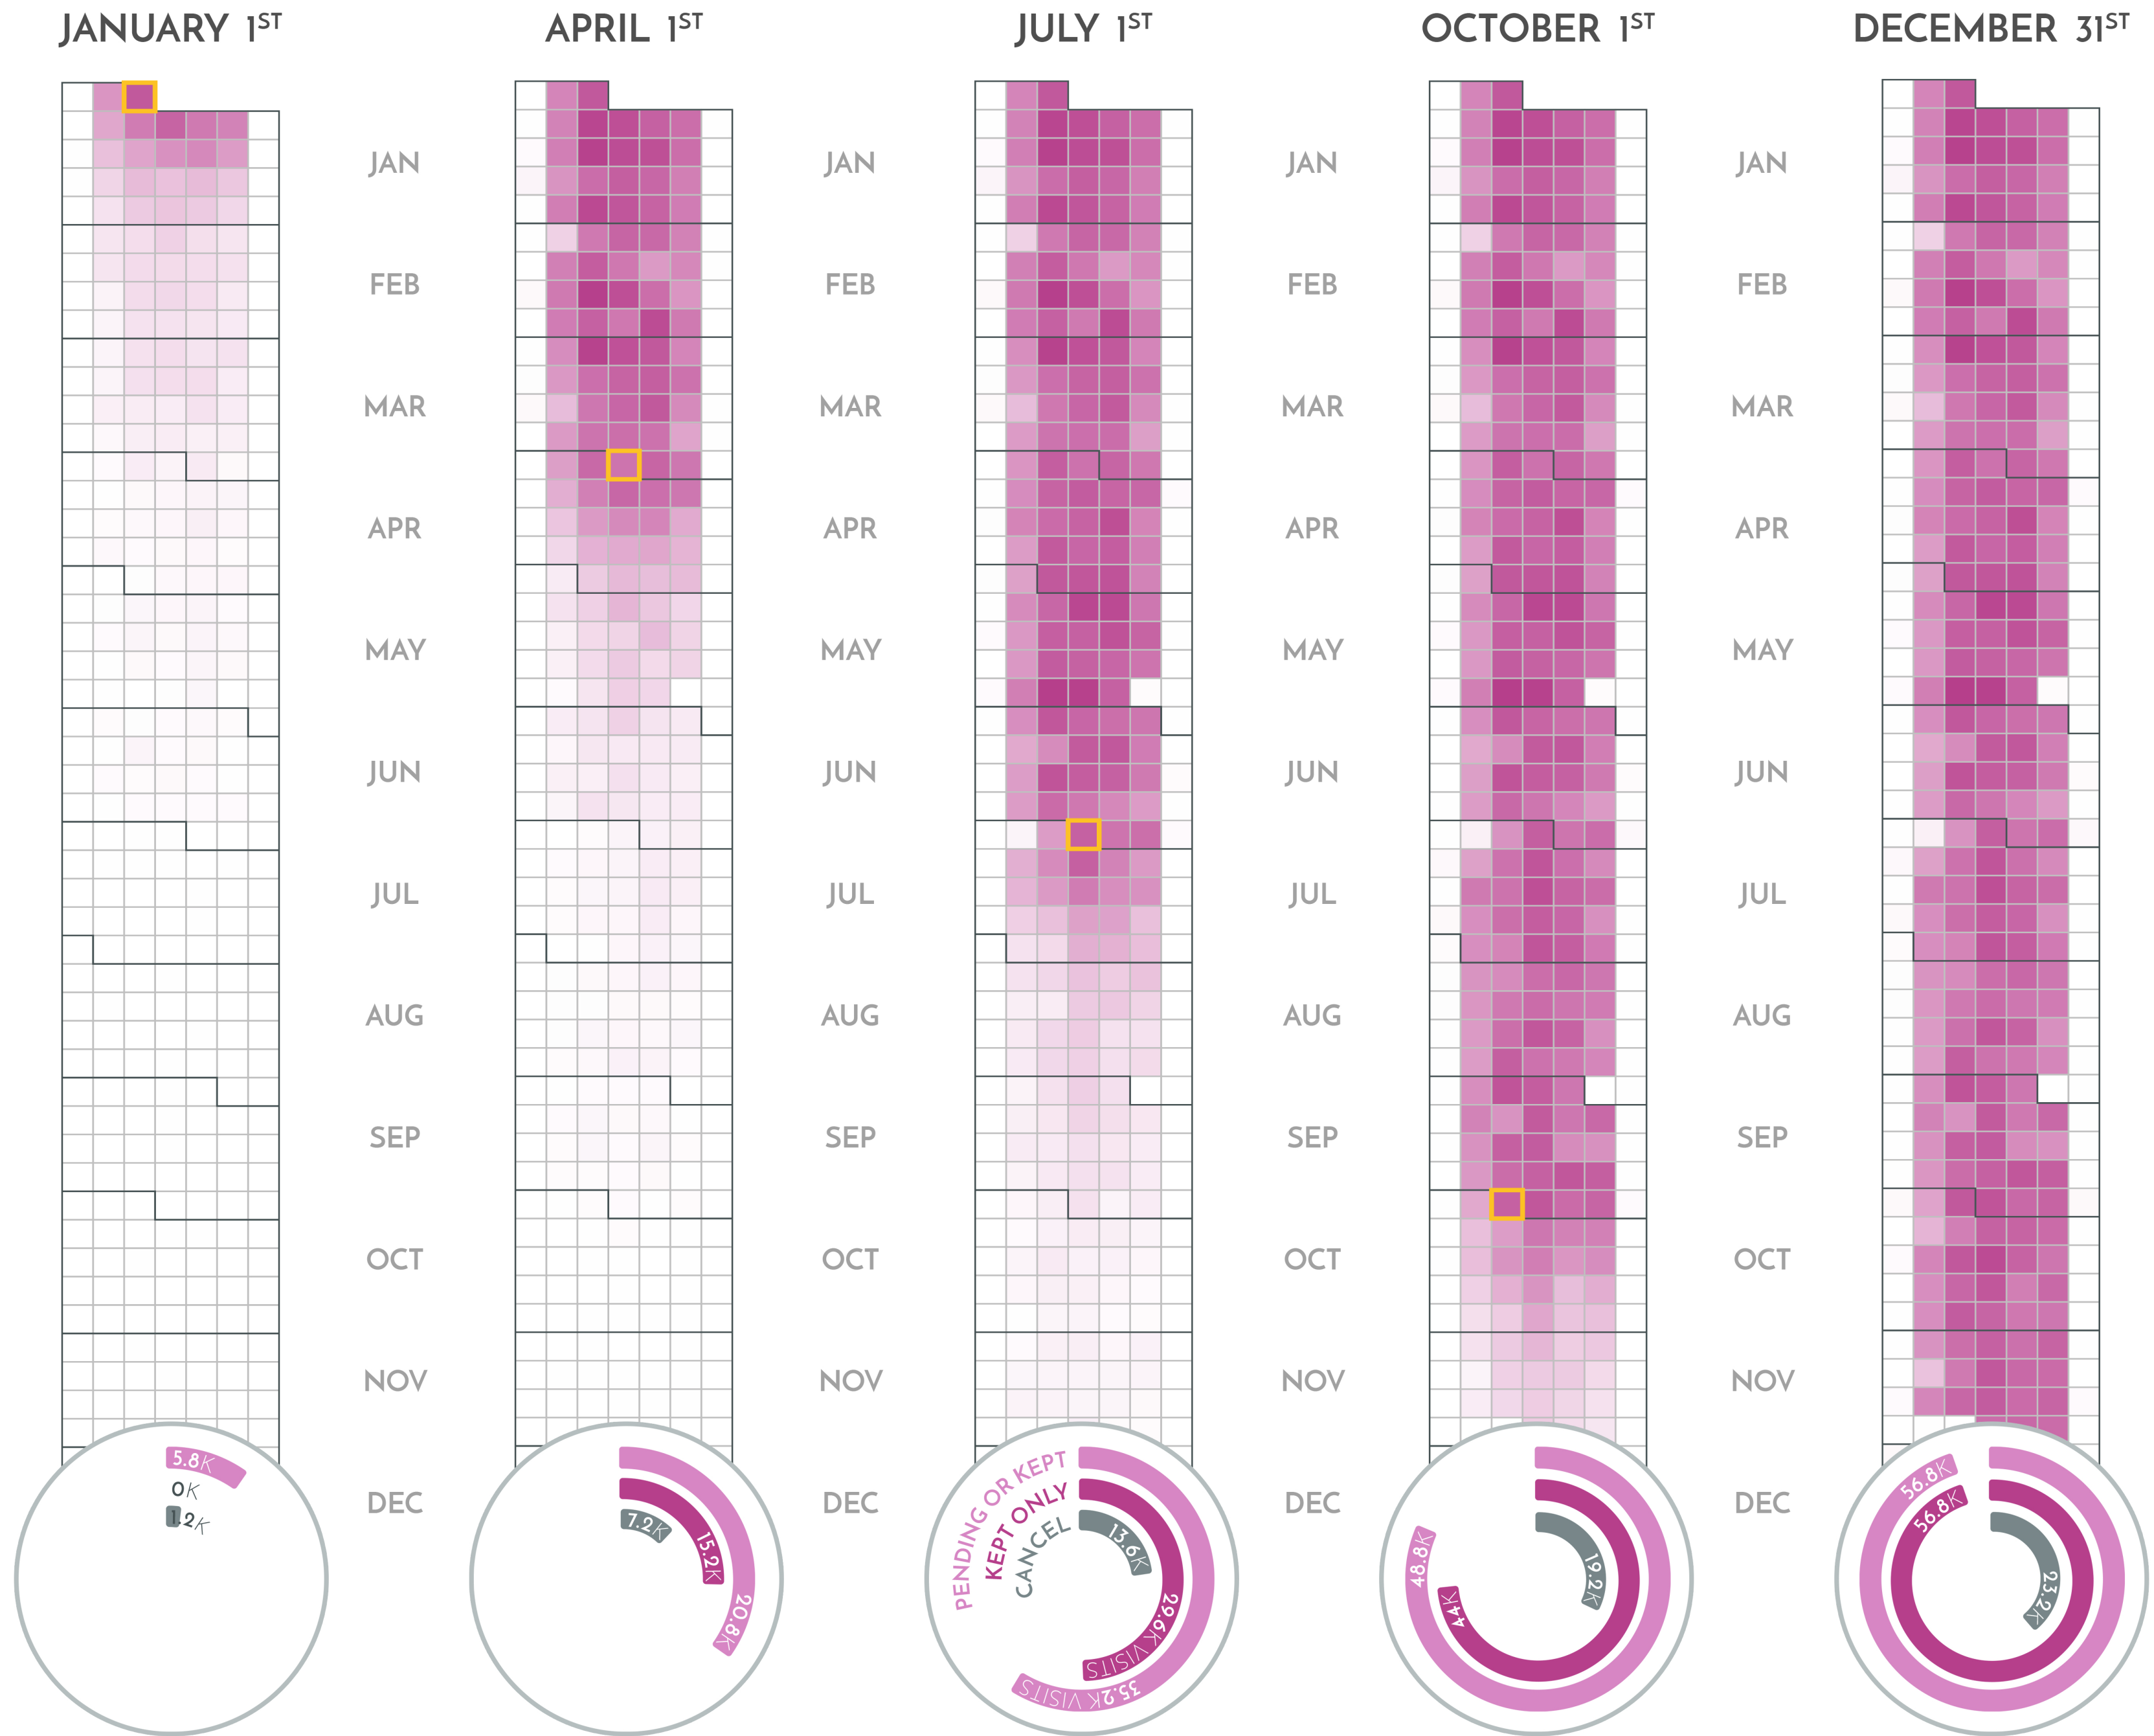 JANUARY 1ST
APRIL 1ST
JULY 1ST
OCTOBER 1ST
DECEMBER 31ST
JAN
JAN
JAN
JAN
FEB
FEB
FEB
FEB
MAR
MAR
MAR
MAR
APR
APR
APR
APR
MAY
MAY
MAY
MAY
JUN
JUN
JUN
JUN
JUL
JUL
JUL
JUL
AUG
AUG
AUG
AUG
SEP
SEP
SEP
SEP
OCT
OCT
OCT
OCT
NOV
NOV
NOV
NOV
DEC
DEC
DEC
DEC
5.8K
0K
1.2K
20.8K
15.2K
7.2K
PENDING OR KEPT
KEPT ONLY
CANCEL
35.2K VISITS
29.6K VISITS
13.6K
48.8K
44K
19.2K
56.8K
56.8K
23.2K